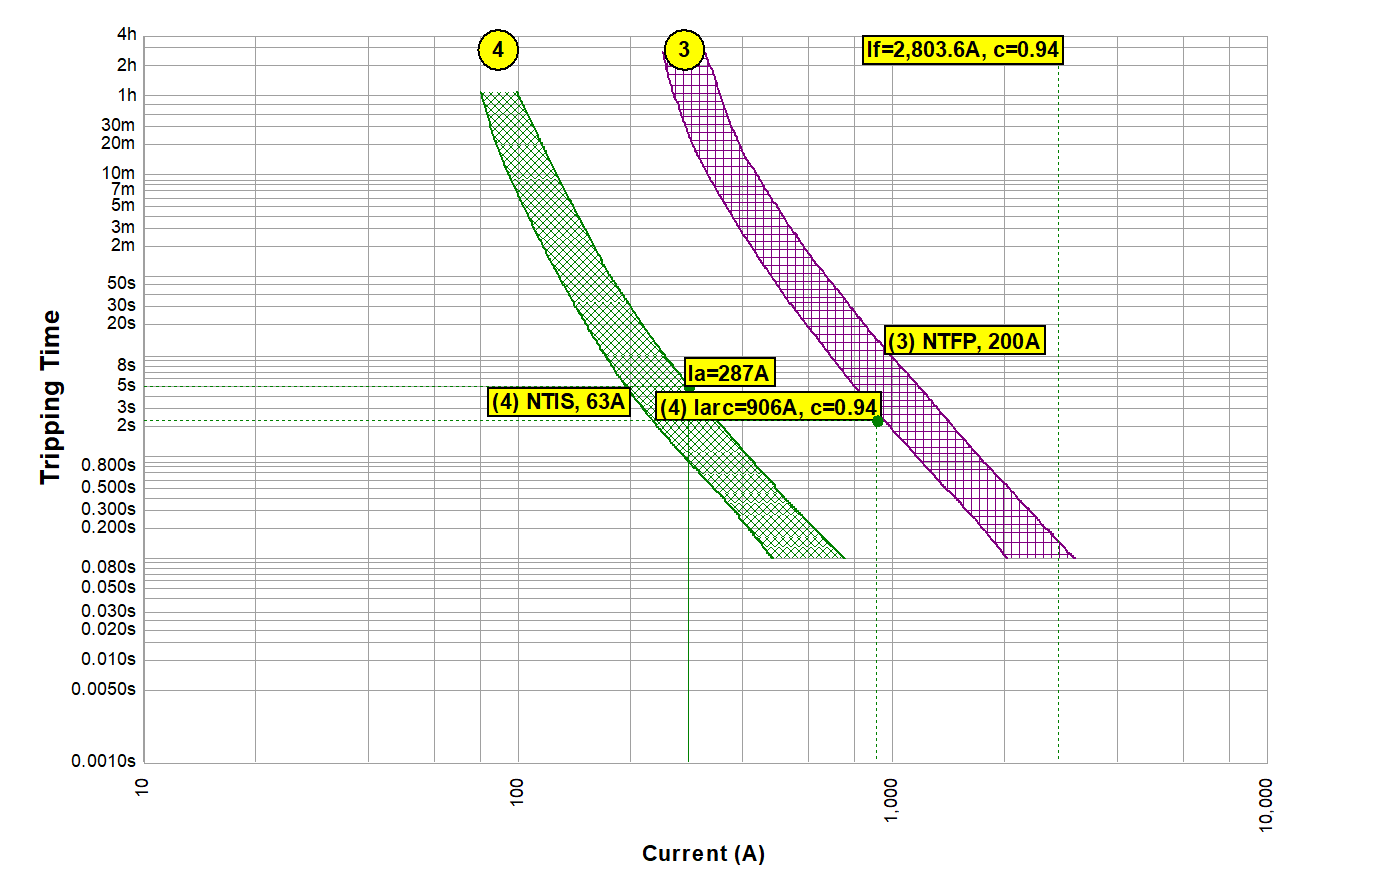 4h
2h
1h
30m
20m
10m
7m
5m
3m
2m
50s
30s
20s
8s
5s
3s
2s
0.800s
0.500s
0.300s
0.200s
0.080s
0.050s
0.030s
0.020s
0.010s
0.0050s
0.0010s
Tripping Time
4
3
If=2,803.6A, c=0.94
(3) NTFP, 200A
Ia=287A
(4) NTIS, 63A
(4) Iarc=906A, c=0.94
10
100
1,000
10,000
Current (A)